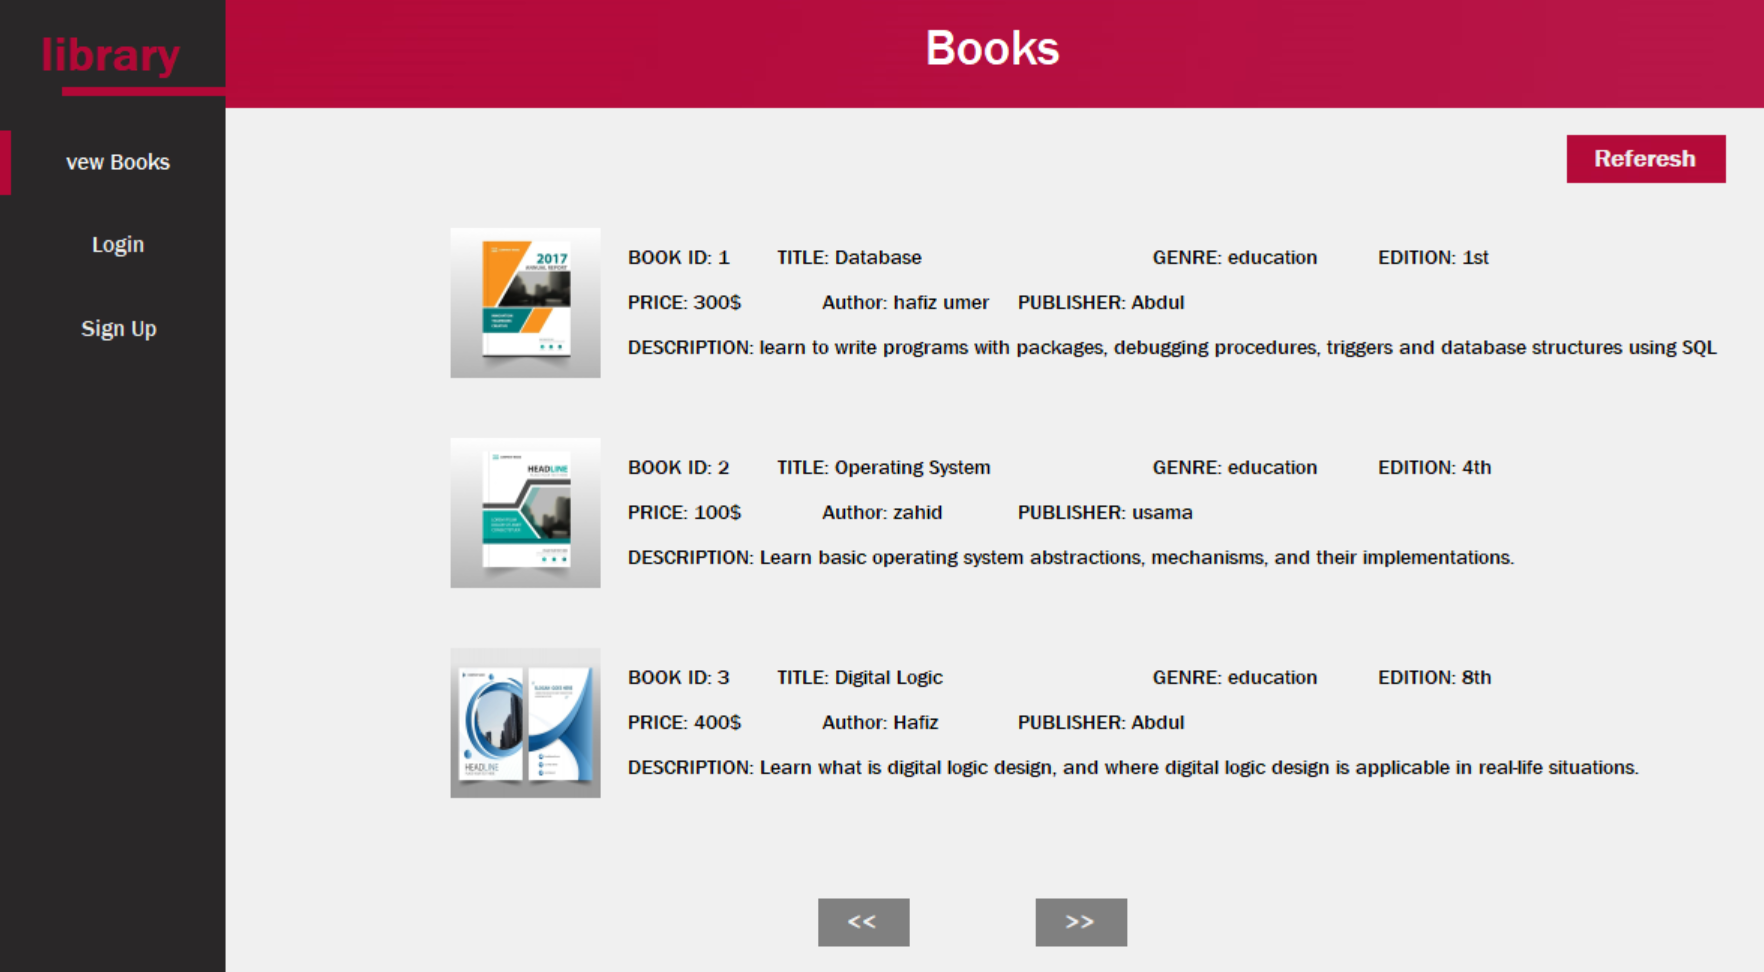 library
Books
vew Books
Login
Sign Up
Referesh
2017
ANNUAL REPORT
BOOK ID: 1 TITLE: Database GENRE: education EDITION: 1st
PRICE: 300$ Author: hafiz umer PUBLISHER: Abdul
DESCRIPTION: learn to write programs with packages, debugging procedures, triggers and database structures using SQL
HEADLINE
BOOK ID: 2 TITLE: Operating System GENRE: education EDITION: 4th
PRICE: 100$ Author: zahid PUBLISHER: usama
DESCRIPTION: Learn basic operating system abstractions, mechanisms, and their implementations.
HEADLINE
BOOK ID: 3 TITLE: Digital Logic GENRE: education EDITION: 8th
PRICE: 400$ Author: Hafiz PUBLISHER: Abdul
DESCRIPTION: Learn what is digital logic design, and where digital logic design is applicable in real-life situations.
<< >>